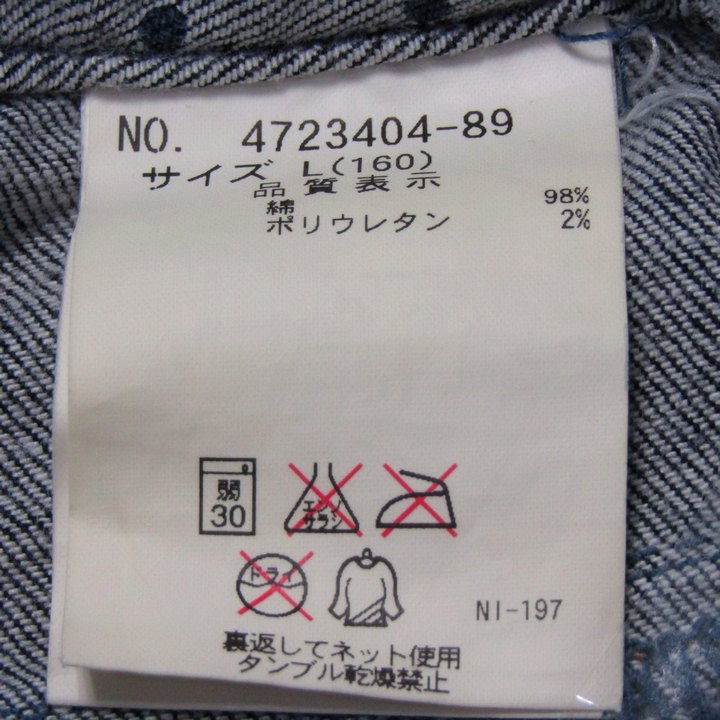 NO. 4723404-89
サイズ L(160)
品質表示
綿 98%
ポリウレタン 2%
弱
30
エンソ
サラシ
ドライ
NI-197
裏返してネット使用
タンブル乾燥禁止